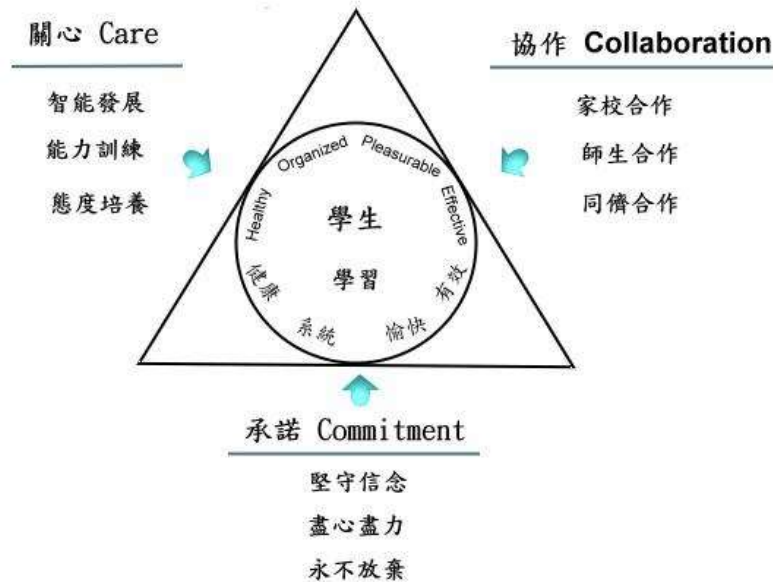 關心 Care
智能發展
能力訓練
態度培養
協作 Collaboration
家校合作
師生合作
同儕合作
Healthy Organized Pleasurable Effective
學生
學習
健康 系統 愉快 有效
承諾 Commitment
堅守信念
盡心盡力
永不放棄